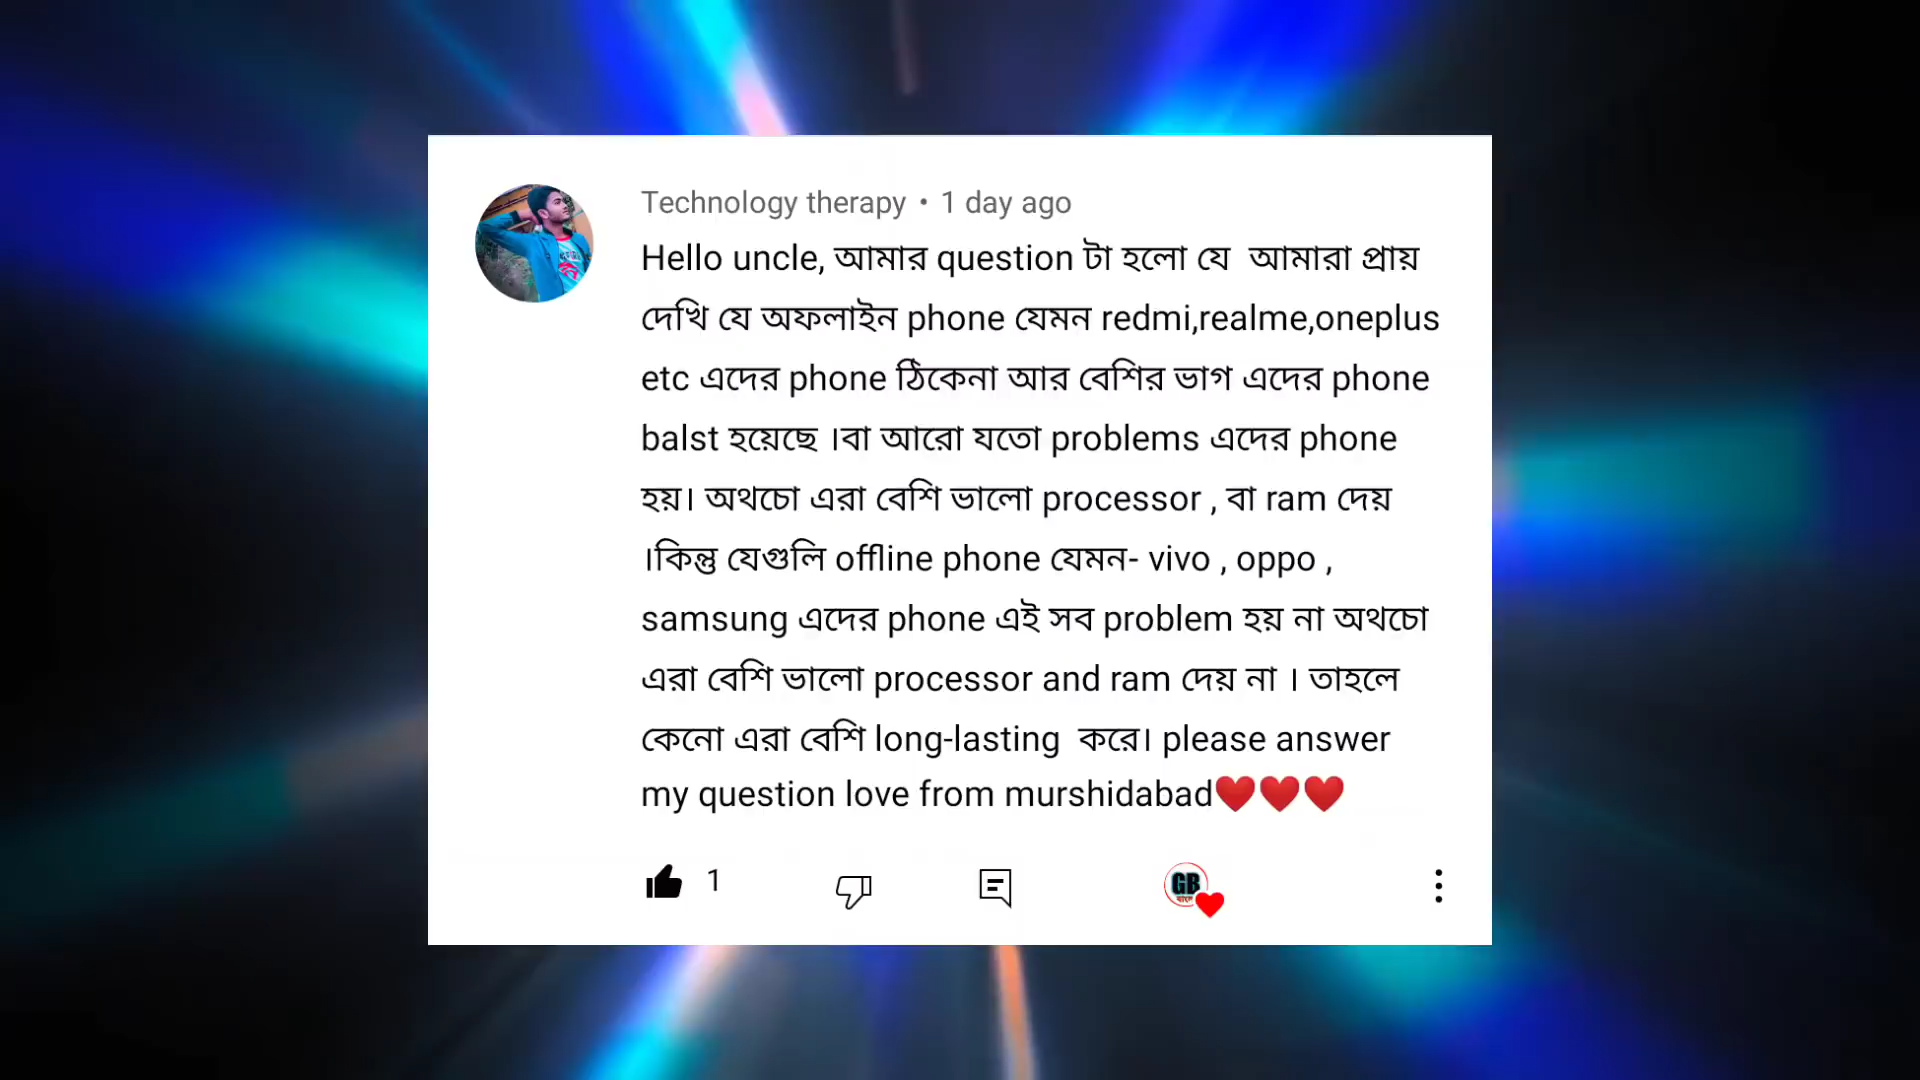 Technology therapy • 1 day ago
Hello uncle, আমার question টা হলো যে আমারা প্রায়
দেখি যে অফলাইন phone যেমন redmi,realme,oneplus
etc এদের phone ঠিকেনা আর বেশির ভাগ এদের phone
balst হয়েছে ।বা আরো যতো problems এদের phone
হয়। অথচো এরা বেশি ভালো processor , বা ram দেয়
।কিন্তু যেগুলি offline phone যেমন- vivo , oppo ,
samsung এদের phone এই সব problem হয় না অথচো
এরা বেশি ভালো processor and ram দেয় না । তাহলে
কেনো এরা বেশি long-lasting করে। please answer
my question love from murshidabad❤️❤️❤️
1
GB